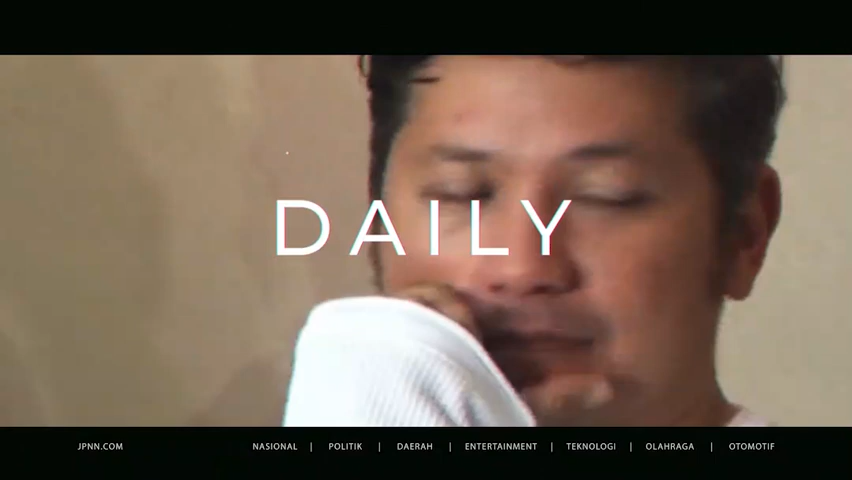 DAILY
JPNN.COM NASIONAL | POLITIK | DAERAH | ENTERTAINMENT | TEKNOLOGI | OLAHRAGA | OTOMOTIF